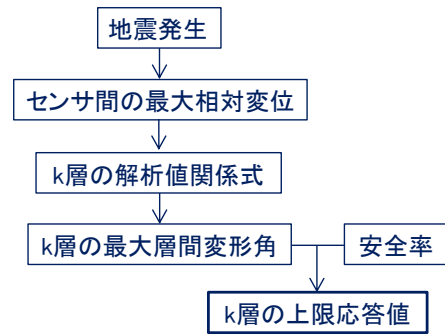 地震発生
センサ間の最大相対変位
k層の解析値関係式
k層の最大層間変形角
安全率
k層の上限応答値